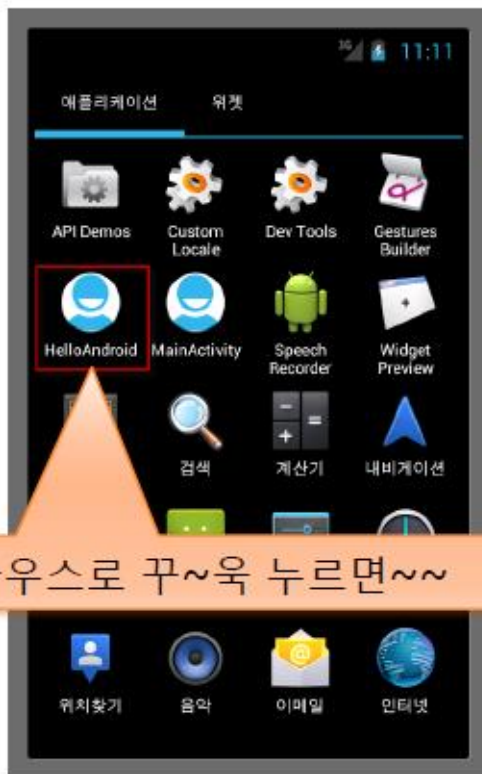 3G 11:11
애플리케이션 위젯
API Demos
Custom
Locale
Dev Tools
Gestures
Builder
HelloAndroid
MainActivity
Speech
Recorder
Widget
Preview
검색
계산기
내비게이션
우스로 꾸~욱 누르면~~
위치찾기
음악
이메일
인터넷